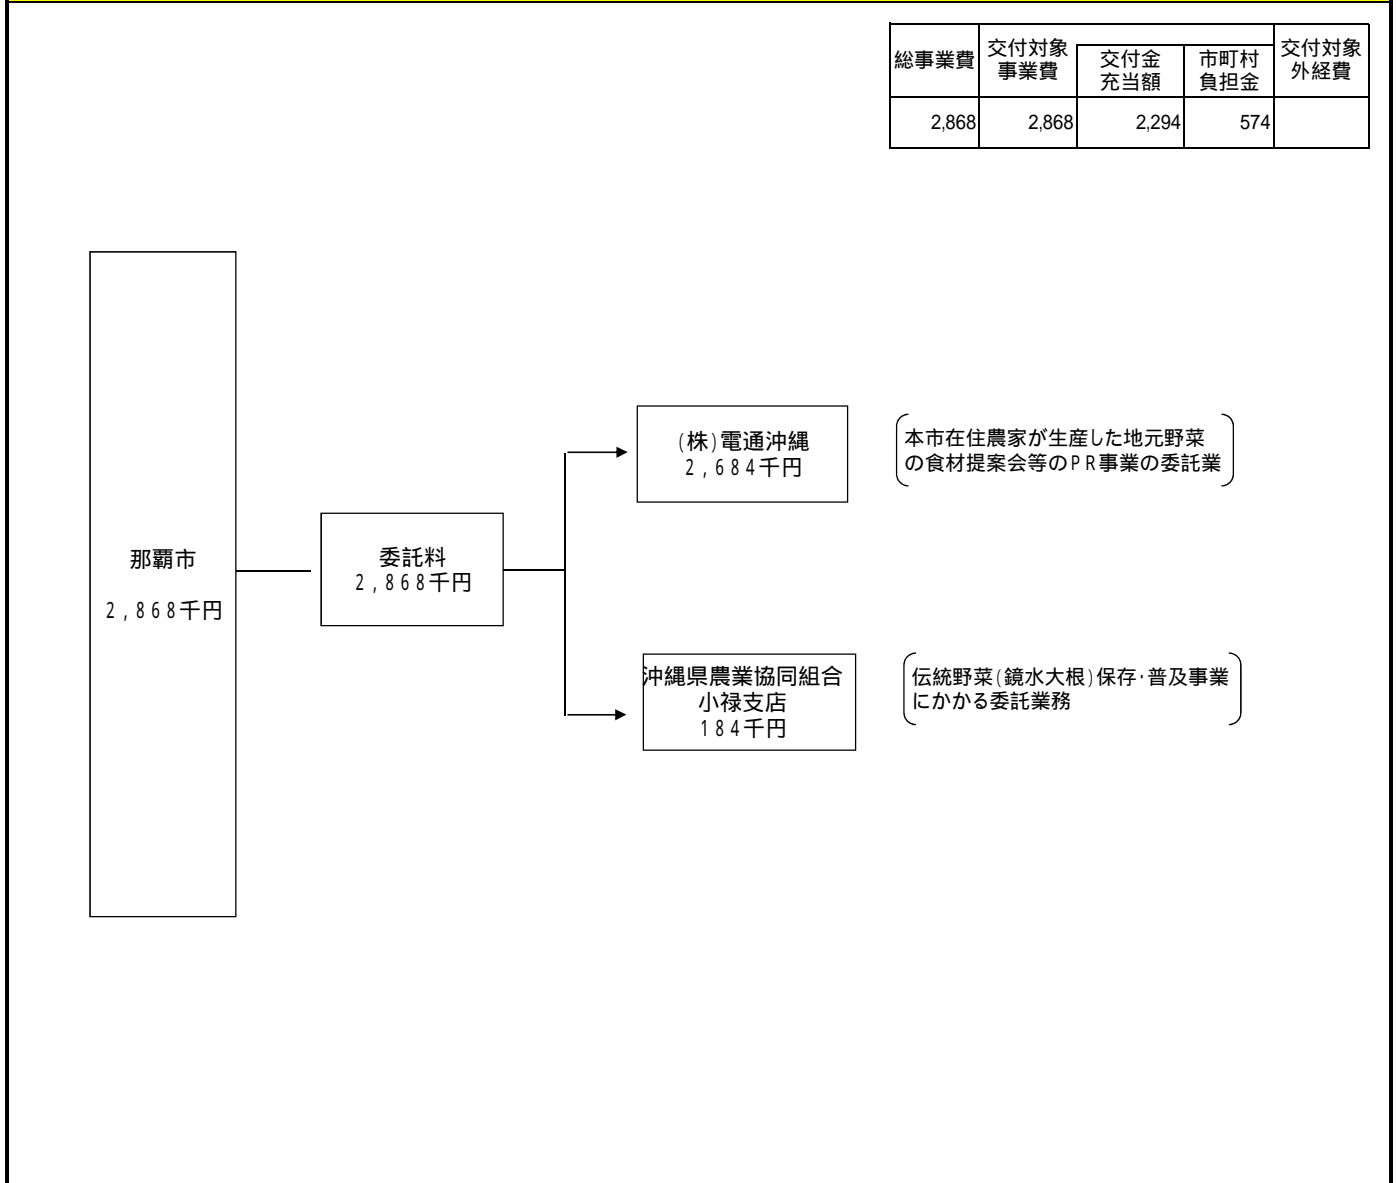 総事業費
交付対象
事業費
交付金
充当額
市町村
負担金
交付対象
外経費
2,868
2,868
2,294
574
那覇市
2,868千円
委託料
2,868千円
(株)電通沖縄
2,684千円
本市在住農家が生産した地元野菜
の食材提案会等のPR事業の委託業
沖縄県農業協同組合
小禄支店
184千円
伝統野菜(鏡水大根)保存・普及事業
にかかる委託業務